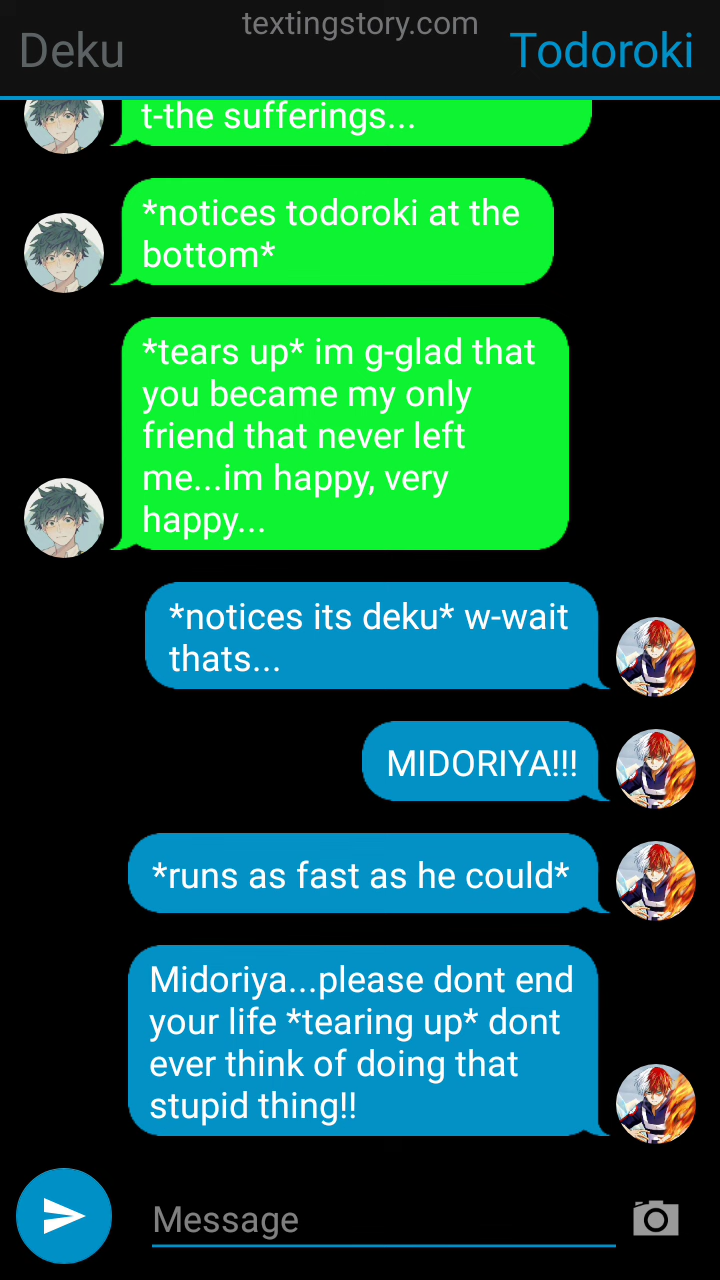 textingstory.com
Deku
Todoroki
t-the sufferings...
*notices todoroki at the
bottom*
*tears up* im g-glad that
you became my only
friend that never left
me...im happy, very
happy...
*notices its deku* w-wait
thats...
MIDORIYA!!!
*runs as fast as he could*
Midoriya...please dont end
your life *tearing up* dont
ever think of doing that
stupid thing!!
Message